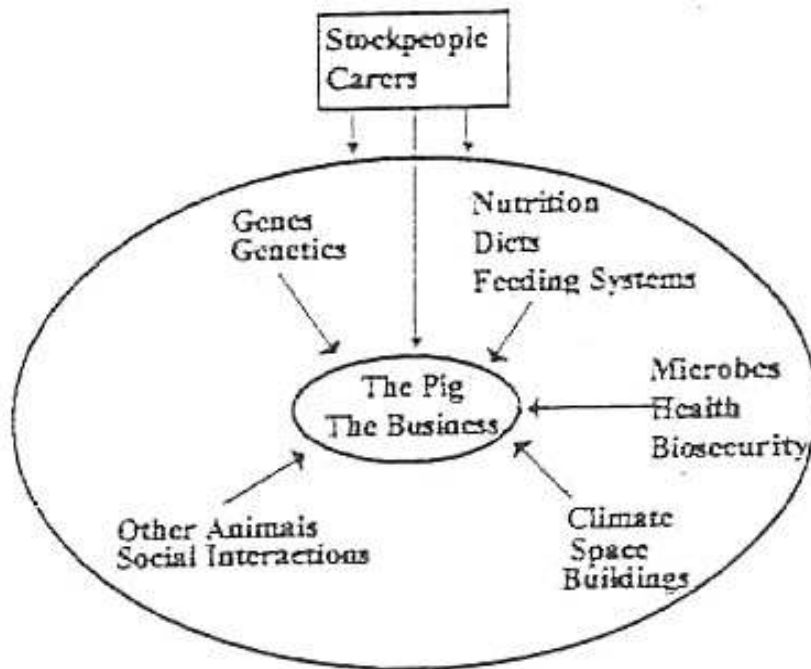 Stockpeople
Carers
Genes
Genetics
Nutrition
Diets
Feeding Systems
The Pig
The Business
Microbes
Health
Biosecurity
Other Animals
Social Interactions
Climate
Space
Buildings